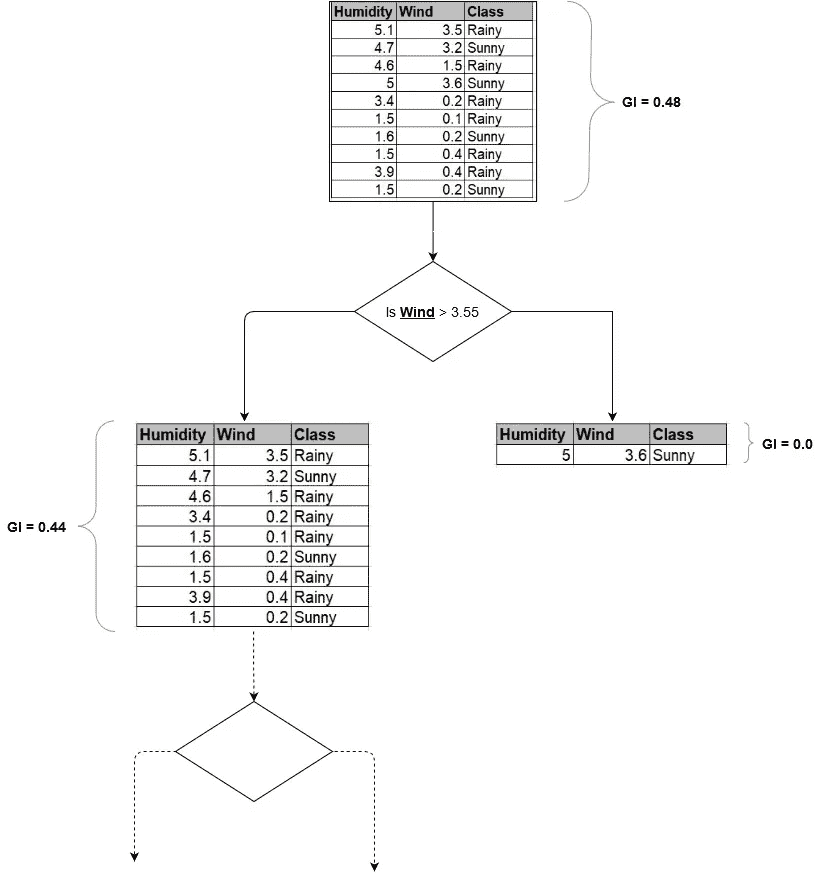 Humidity Wind Class
5.1 3.5 Rainy
4.7 3.2 Sunny
4.6 1.5 Rainy
5 3.6 Sunny
3.4 0.2 Rainy
1.5 0.1 Rainy
1.6 0.2 Sunny
1.5 0.4 Rainy
3.9 0.4 Rainy
1.5 0.2 Sunny
GI = 0.48
Is Wind > 3.55
Humidity Wind Class
5.1 3.5 Rainy
4.7 3.2 Sunny
4.6 1.5 Rainy
3.4 0.2 Rainy
1.5 0.1 Rainy
1.6 0.2 Sunny
1.5 0.4 Rainy
3.9 0.4 Rainy
1.5 0.2 Sunny
GI = 0.44
Humidity Wind Class
5 3.6 Sunny
GI = 0.0